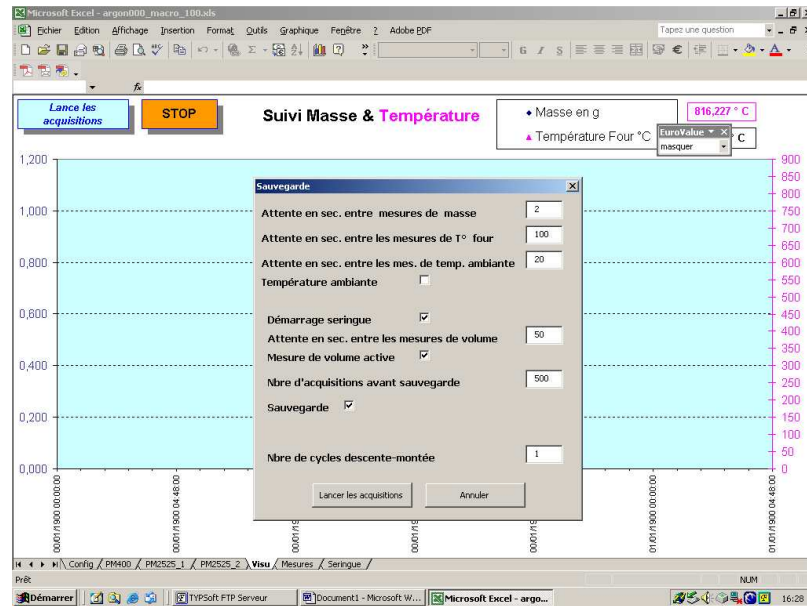 Microsoft Excel - argon000_macro_100.xls
Fichier Edition Affichage Insertion Format Outils Graphique Fenêtre ? Adobe PDF
Tapez une question
G I S
fx
Lance les acquisitions
STOP
Suivi Masse & Température
Masse en g
Température Four °C
816,227 ° C
EuroValue
masquer
° C
1,200
1,000
0,800
0,600
0,400
0,200
0,000
900
850
800
750
700
650
600
550
500
450
400
350
300
250
200
150
100
50
0
Sauvegarde
Attente en sec. entre mesures de masse 2
Attente en sec. entre les mesures de T° four 100
Attente en sec. entre les mes. de temp. ambiante 20
Température ambiante
Démarrage seringue
Attente en sec. entre les mesures de volume 50
Mesure de volume active
Nbre d'acquisitions avant sauvegarde 500
Sauvegarde
Nbre de cycles descente-montée 1
Lancer les acquisitions
Annuler
00/01/1900 00:00:00
00/01/1900 04:48:00
01/01/1900 00:00:00
01/01/1900 04:48:00
Config / PM400 / PM2525_1 / PM2525_2 / Visu / Mesures / Seringue /
Prêt
NUM
Démarrer
TYPSoft FTP Serveur
Document1 - Microsoft W...
Microsoft Excel - argo...
16:28